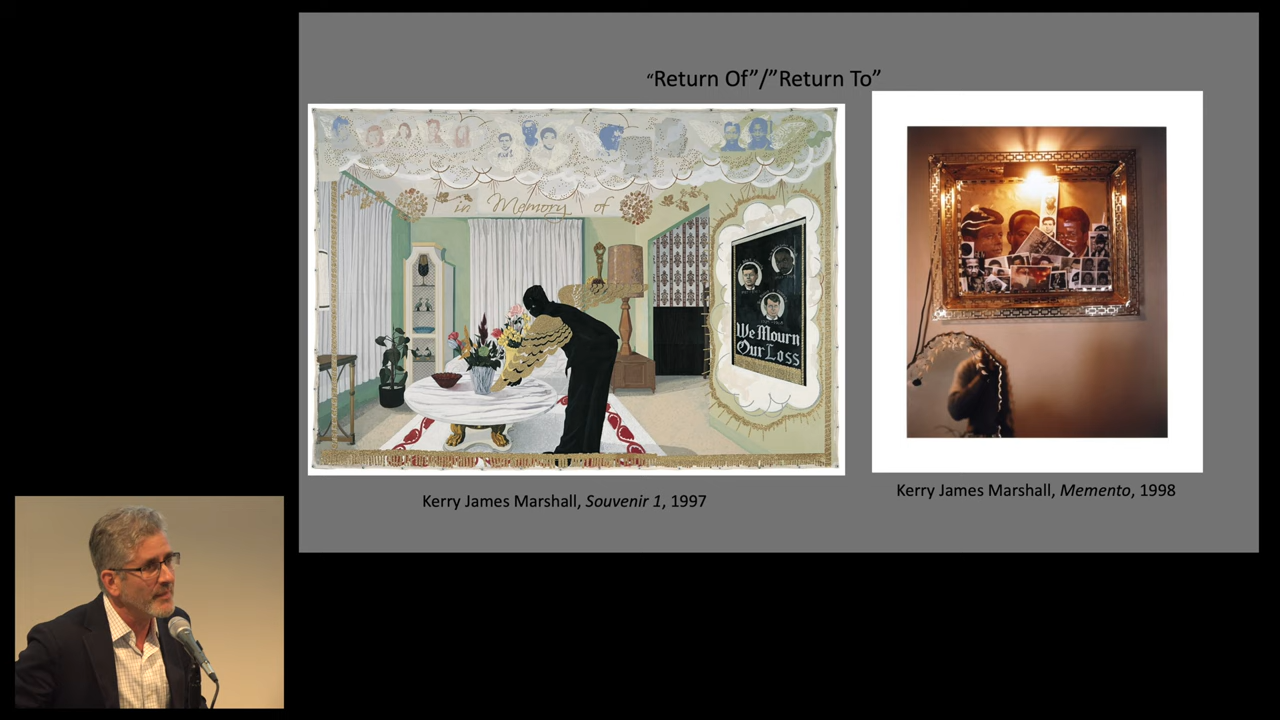 “Return Of”/”Return To”
in Memory of
We Mourn
Our Loss
Kerry James Marshall, Souvenir 1, 1997
Kerry James Marshall, Memento, 1998